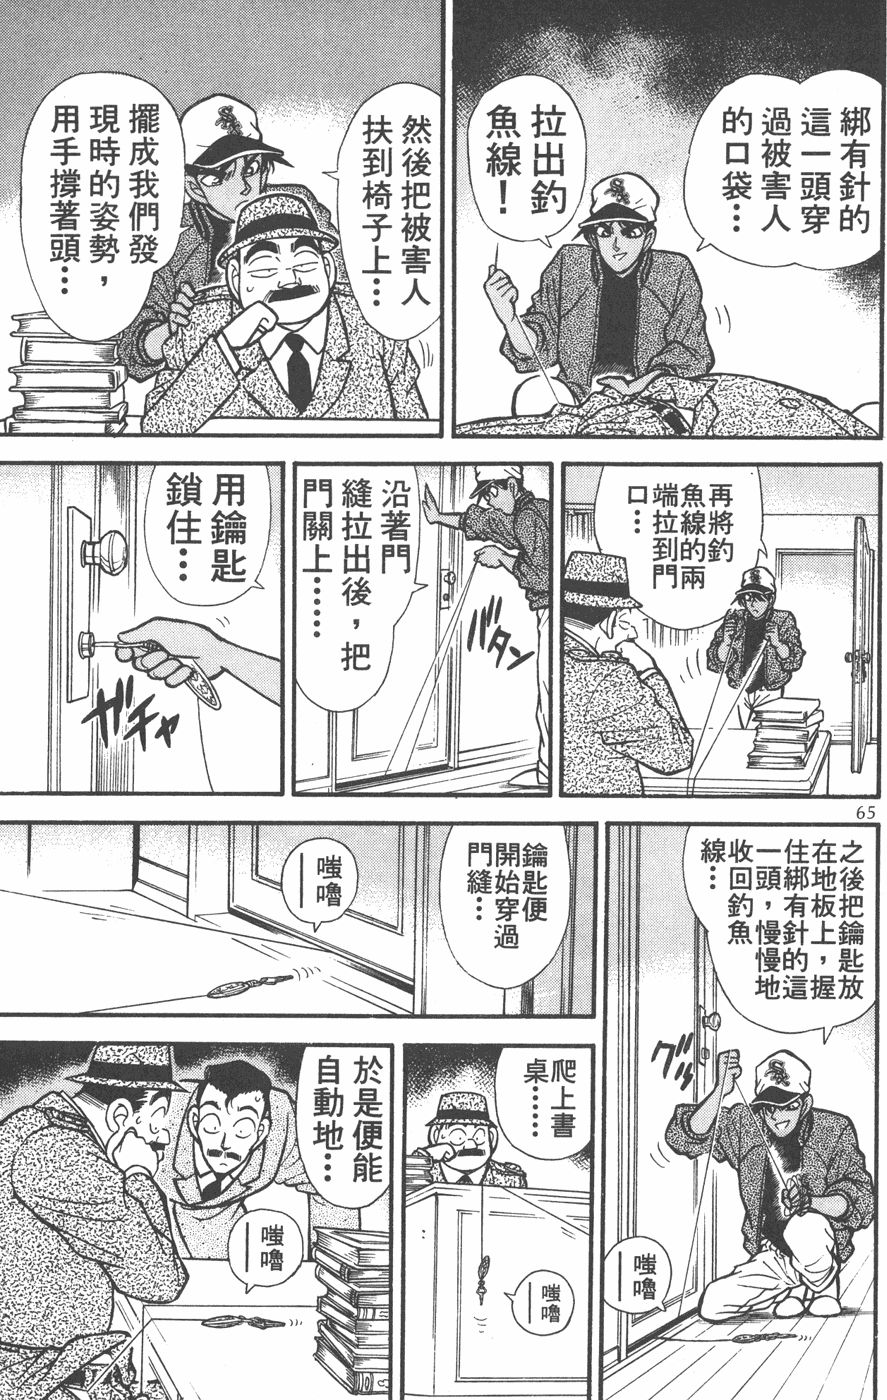 綁有針的
這一頭穿
過被害人
的口袋…
拉出釣
魚線！
然後把被害人
扶到椅子上…
擺成我們發
現時的姿勢，
用手撐著頭…
再將釣
魚線的兩
端拉到門
口…
沿著門
縫拉出後，把
門關上……
バタン
用鑰匙
鎖住…
ガチャ
65
之後把鑰匙放
在地板上，握
住綁有針的這
一頭，慢慢地
收回釣魚
線…
グッ
嗤嚕—
鑰匙便
開始穿過
門縫…
嗤嚕—
爬上書
桌……
嗤嚕—
於是便能
自動地…
嗤嚕—